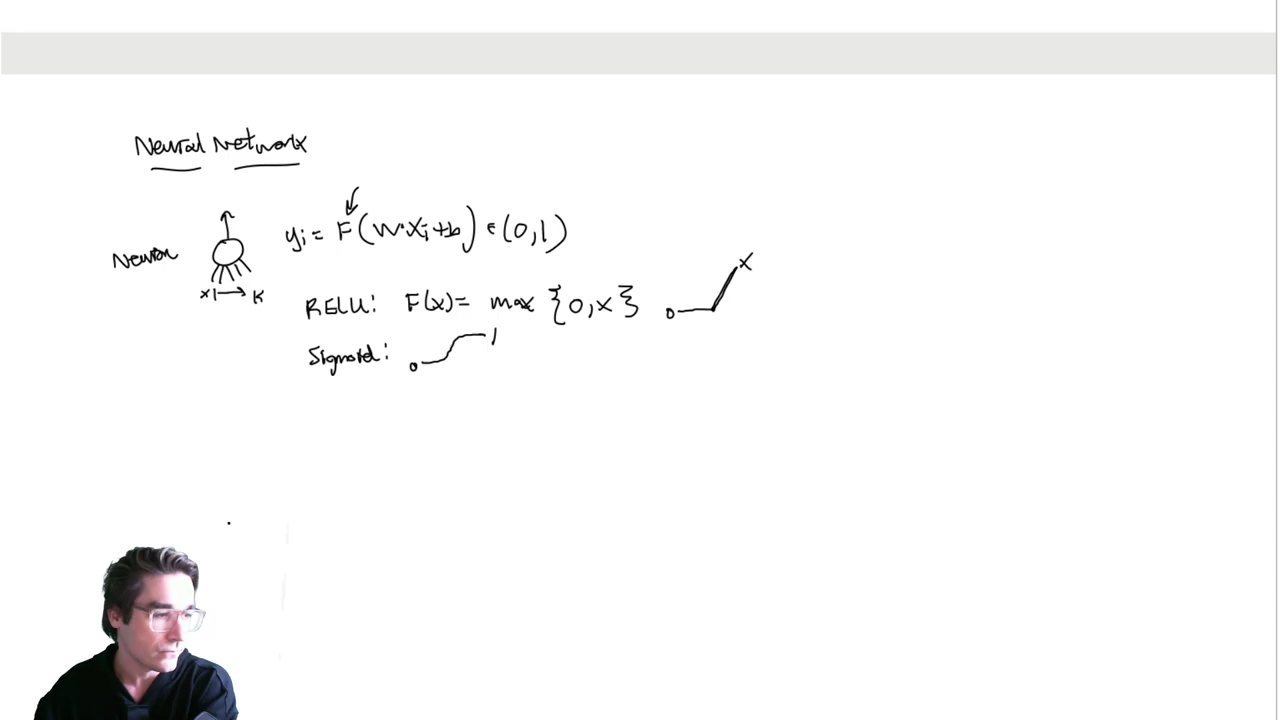 Neural Network
Neuron
x1 → K
yi = F(W·Xi+b) ∈ (0,1)
RELU: F(x)= max {0,x}
0
x
Sigmoid:
0
1